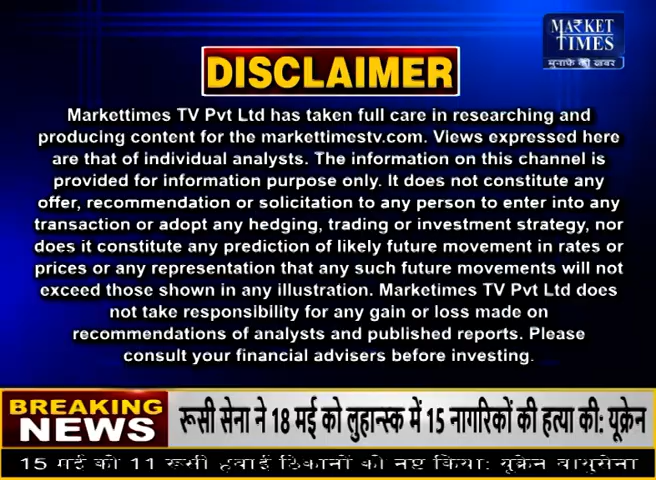 MARKET
TIMES
मुनाफे की खबर
DISCLAIMER
Markettimes TV Pvt Ltd has taken full care in researching and
producing content for the markettimestv.com. Views expressed here
are that of individual analysts. The information on this channel is
provided for information purpose only. It does not constitute any
offer, recommendation or solicitation to any person to enter into any
transaction or adopt any hedging, trading or investment strategy, nor
does it constitute any prediction of likely future movement in rates or
prices or any representation that any such future movements will not
exceed those shown in any illustration. Marketimes TV Pvt Ltd does
not take responsibility for any gain or loss made on
recommendations of analysts and published reports. Please
consult your financial advisers before investing.
BREAKING
NEWS
रूसी सेना ने 18 मई को लुहान्स्क में 15 नागरिकों की हत्या की: यूक्रेन
15 मई को 11 रूसी हवाई ठिकानों को नष्ट किया: यूक्रेन वायुसेना